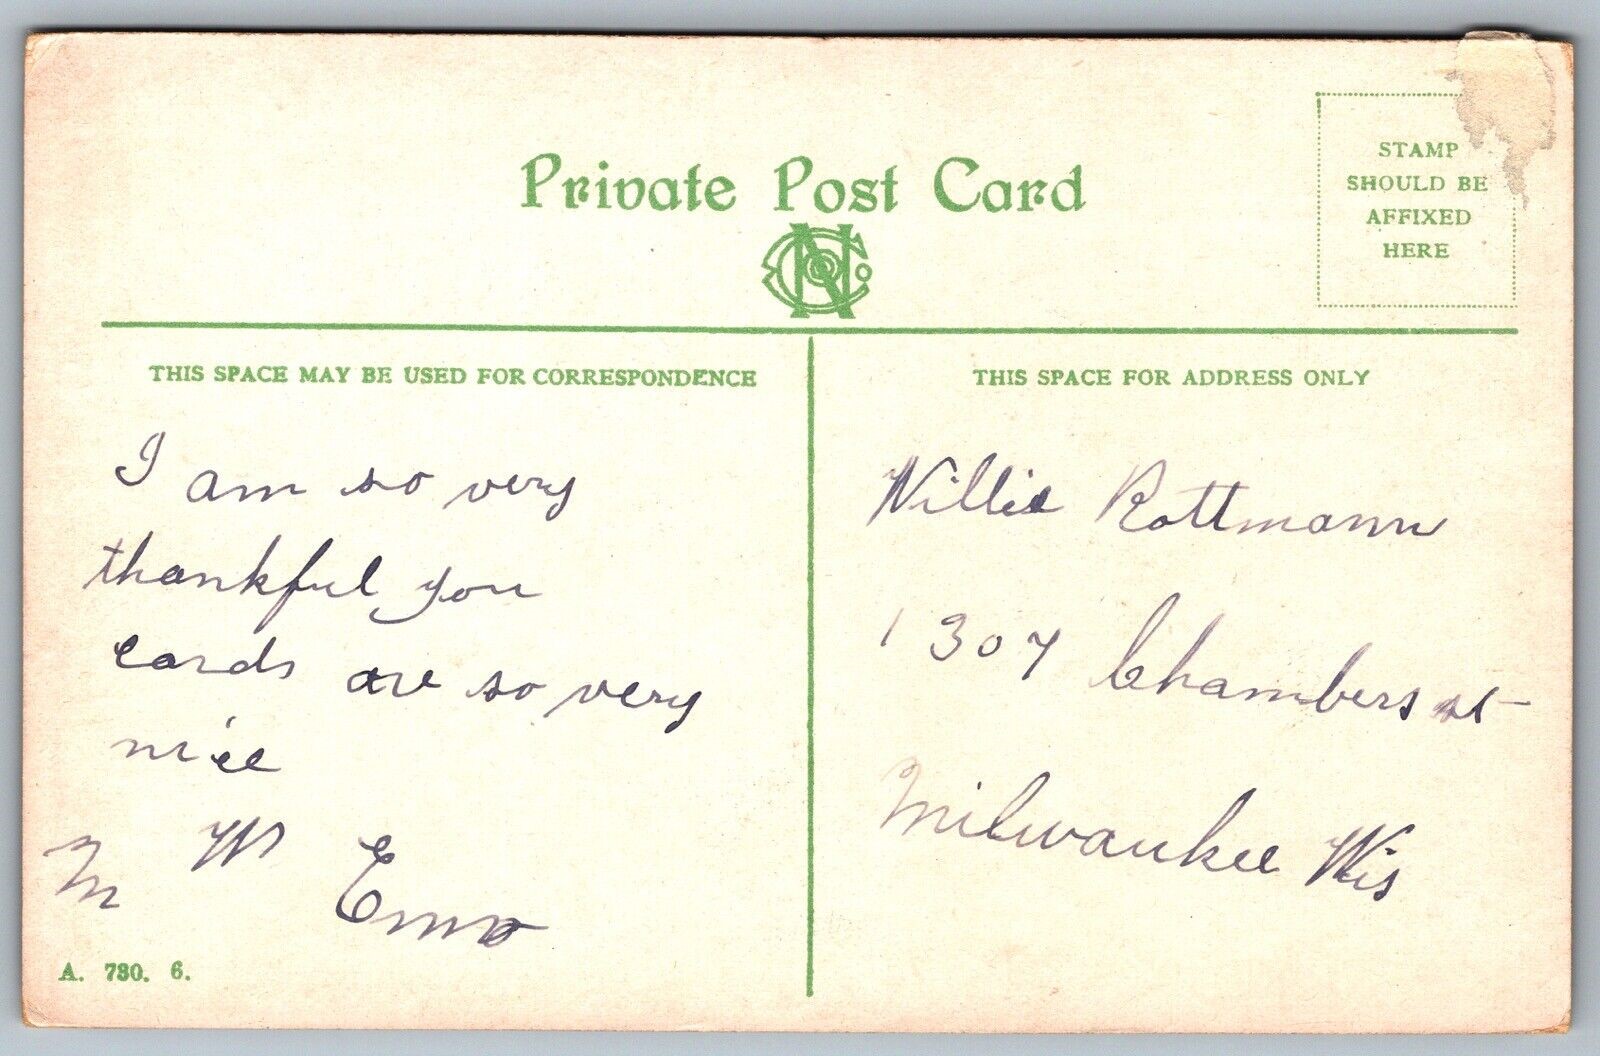 Private Post Card
STAMP
SHOULD BE
AFFIXED
HERE
THIS SPACE MAY BE USED FOR CORRESPONDENCE
THIS SPACE FOR ADDRESS ONLY
I am so very
thankful you
cards are so very
nice
M W
A. 730. 6.
Willie Rottmann
1307 Chambers st
Milwaukee Wis